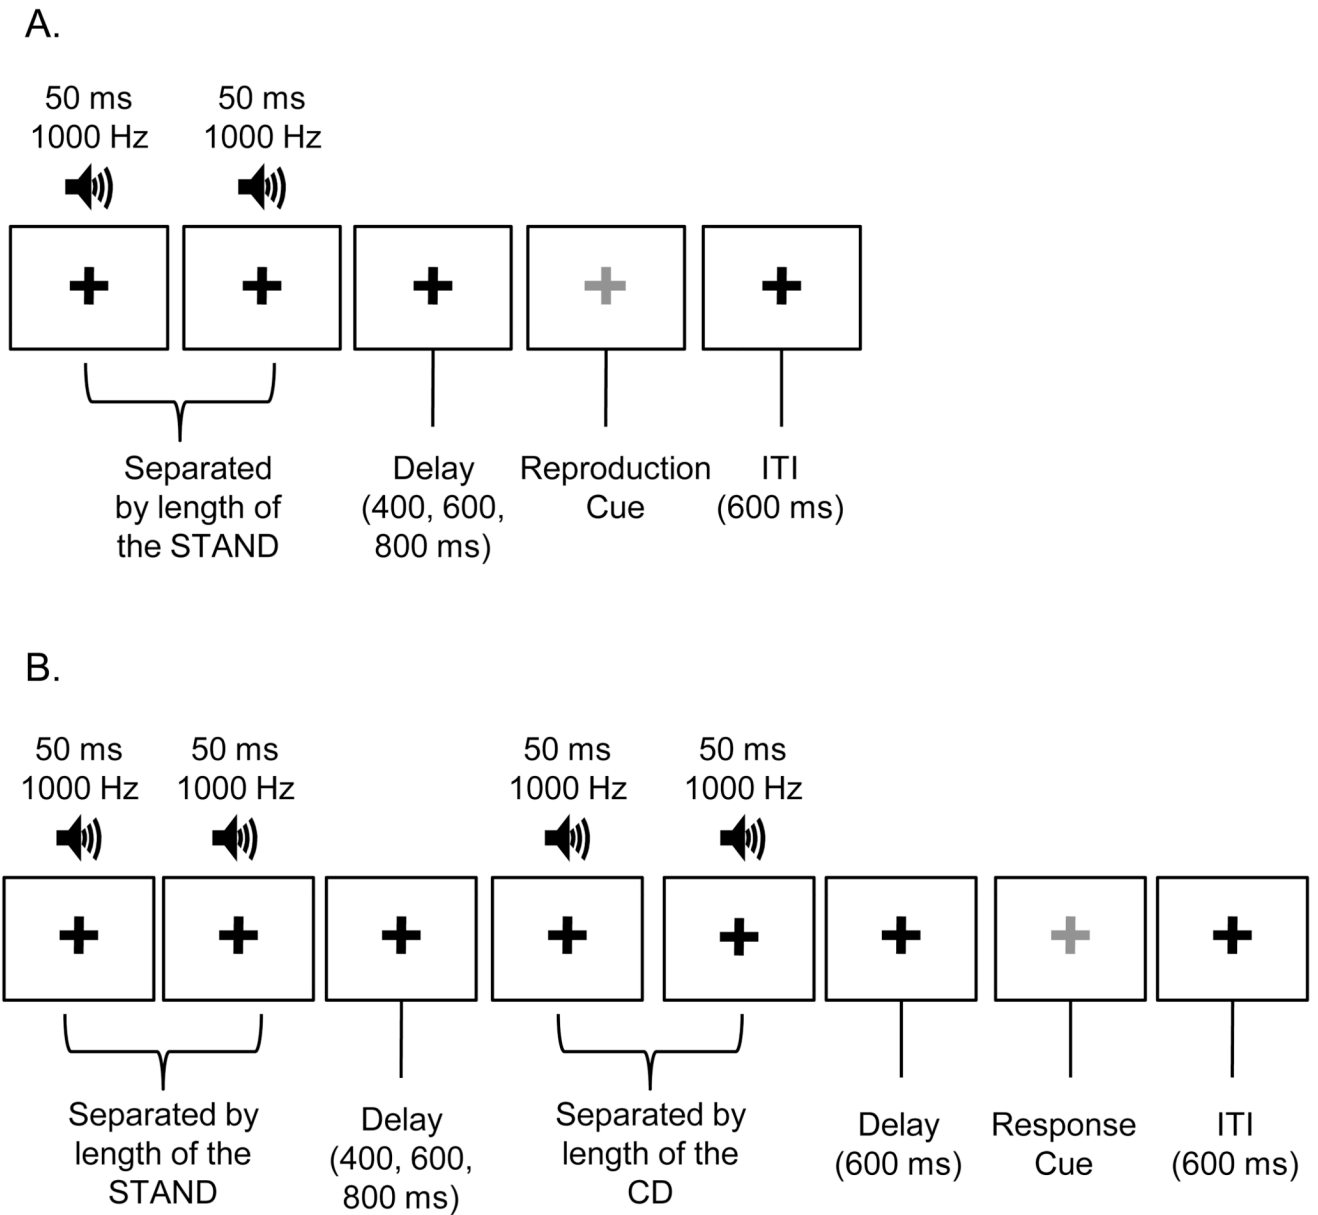 A.
50 ms
1000 Hz
50 ms
1000 Hz
Separated
by length of
the STAND
Delay
(400, 600,
800 ms)
Reproduction
Cue
ITI
(600 ms)
B.
50 ms
1000 Hz
50 ms
1000 Hz
50 ms
1000 Hz
50 ms
1000 Hz
Separated by
length of the
STAND
Delay
(400, 600,
800 ms)
Separated by
length of the
CD
Delay
(600 ms)
Response
Cue
ITI
(600 ms)